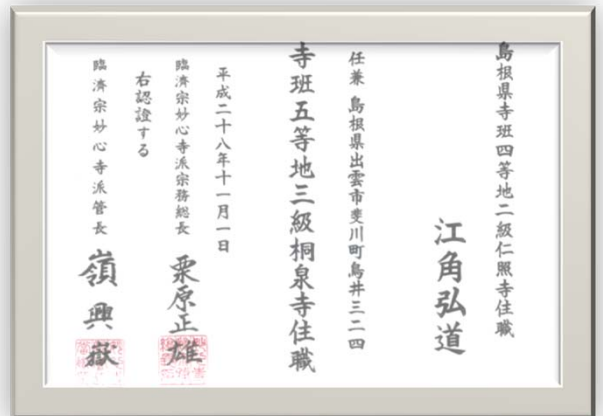 島根県寺班四等地二級仁照寺住職
江角弘道
任兼 島根県出雲市斐川町鳥井三二四
寺班五等地三級桐泉寺住職
平成二十八年十一月一日
臨済宗妙心寺派宗務総長 栗原正雄
右認證する
臨済宗妙心寺派管長 嶺興嶽